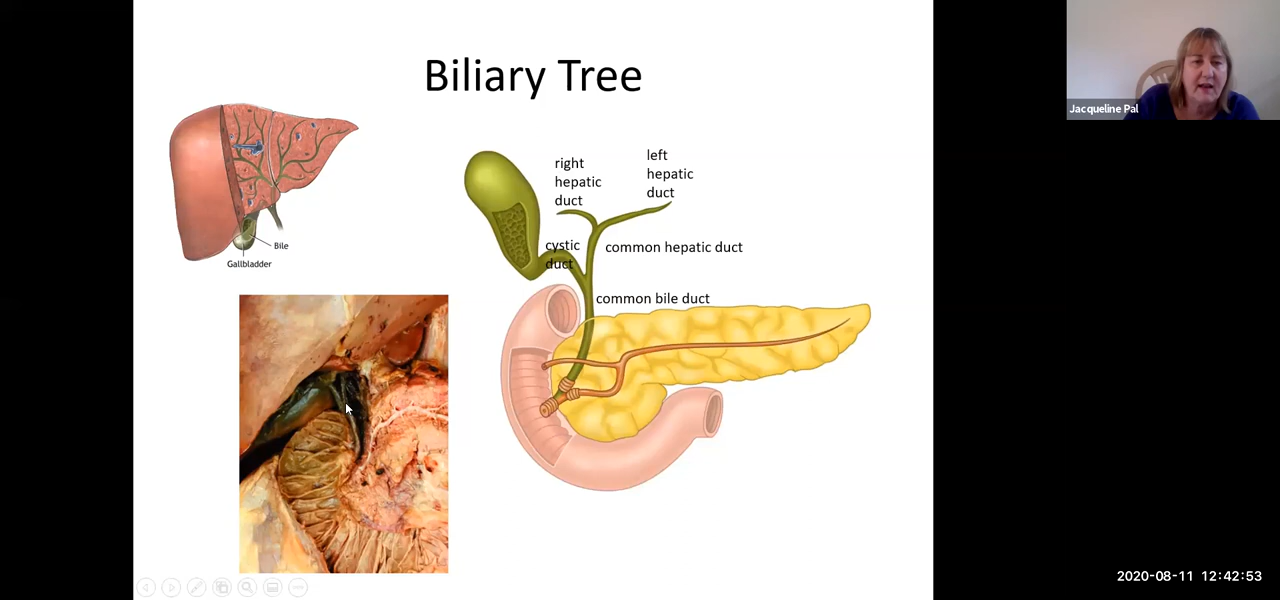 Biliary Tree
Jacqueline Pal
Bile
Gallbladder
right
hepatic
duct
left
hepatic
duct
cystic
duct
common hepatic duct
common bile duct
2020-08-11 12:42:53